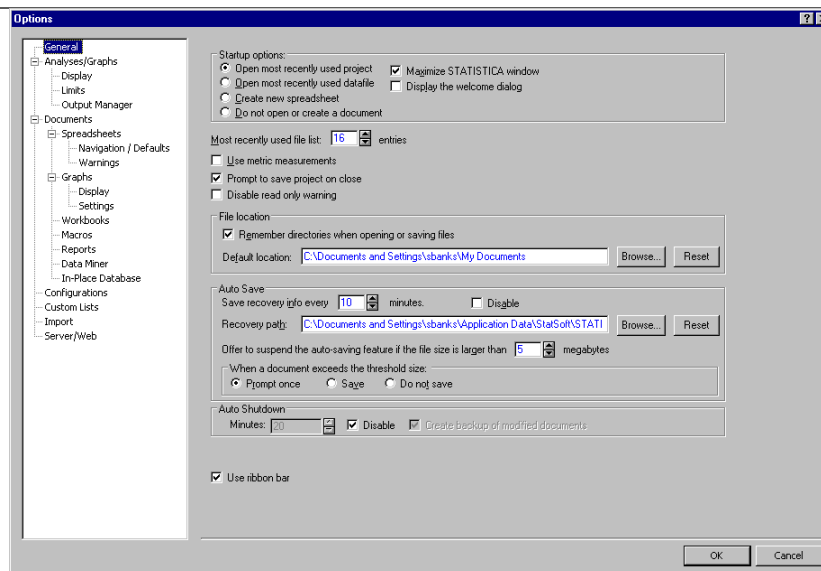 Options
General
Analyses/Graphs
Display
Limits
Output Manager
Documents
Spreadsheets
Navigation / Defaults
Warnings
Graphs
Display
Settings
Workbooks
Macros
Reports
Data Miner
In-Place Database
Configurations
Custom Lists
Import
Server/Web
Startup options:
Open most recently used project
Maximize STATISTICA window
Open most recently used datafile
Display the welcome dialog
Create new spreadsheet
Do not open or create a document
Most recently used file list: 16 entries
Use metric measurements
Prompt to save project on close
Disable read only warning
File location
Remember directories when opening or saving files
Default location: C:\Documents and Settings\sbanks\My Documents Browse... Reset
Auto Save
Save recovery info every 10 minutes. Disable
Recovery path: C:\Documents and Settings\sbanks\Application Data\StatSoft\STATI Browse... Reset
Offer to suspend the auto-saving feature if the file size is larger than 5 megabytes
When a document exceeds the threshold size:
Prompt once Save Do not save
Auto Shutdown
Minutes: 20 Disable Create backup of modified documents
Use ribbon bar
OK Cancel